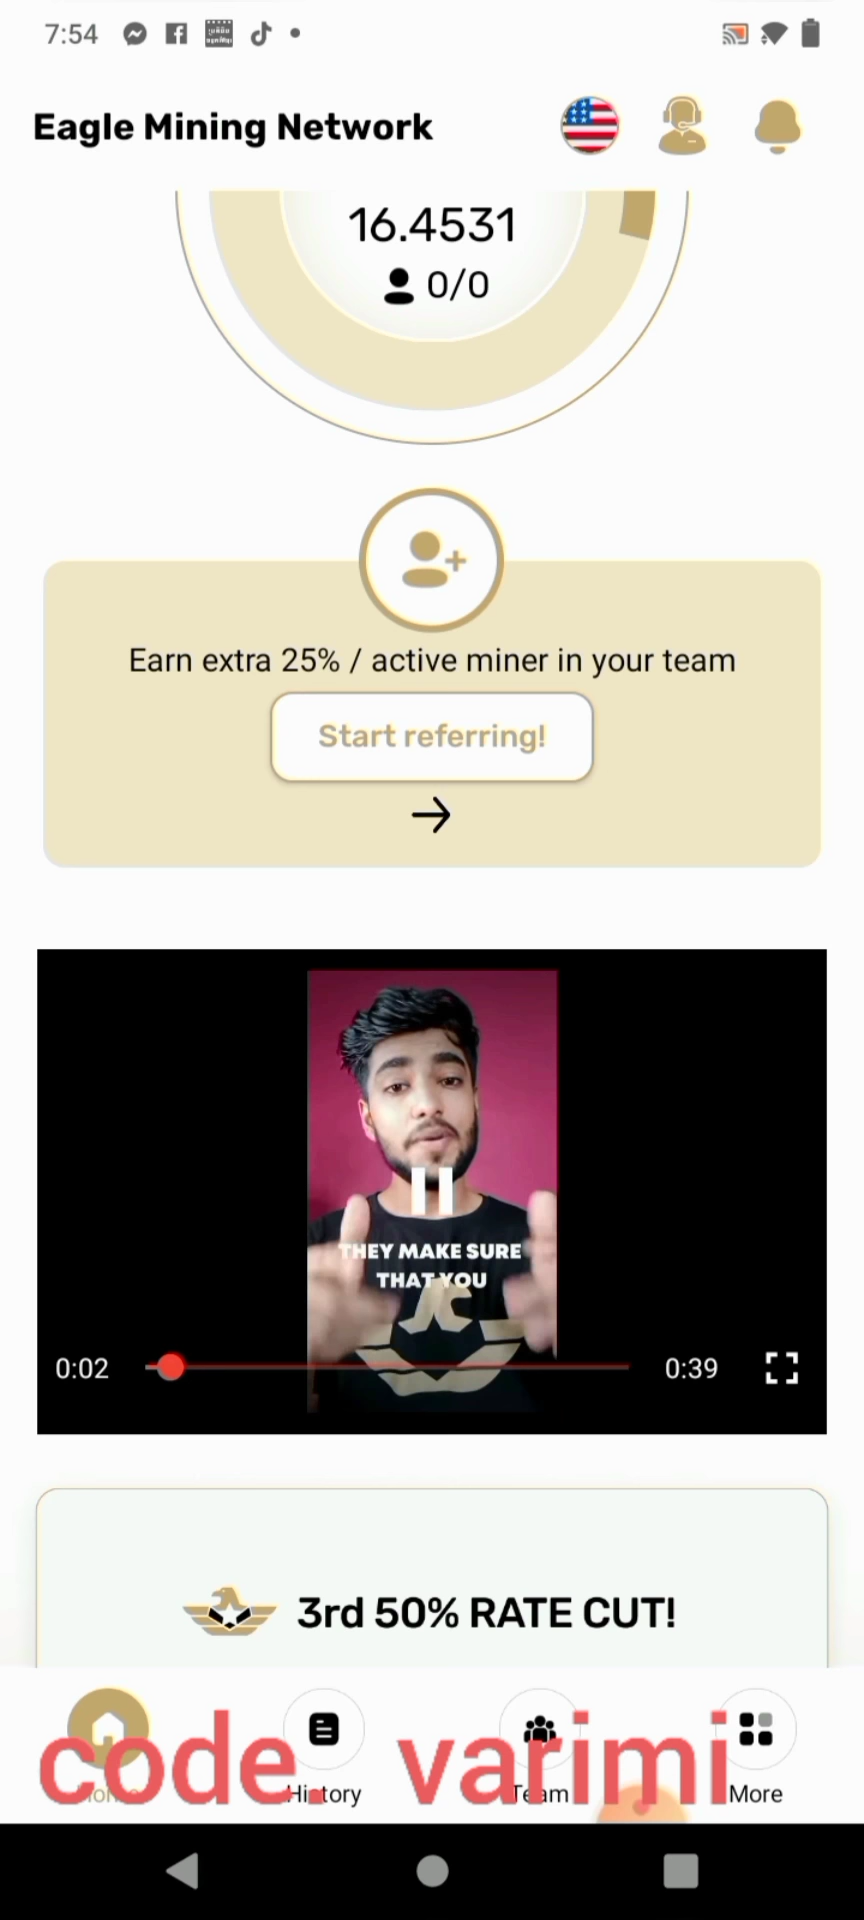 7:54
Eagle Mining Network
16.4531
0/0
Earn extra 25% / active miner in your team
Start referring!
THEY MAKE SURE
THAT YOU
0:02
0:39
3rd 50% RATE CUT!
Home
History
Team
More
code. varimi